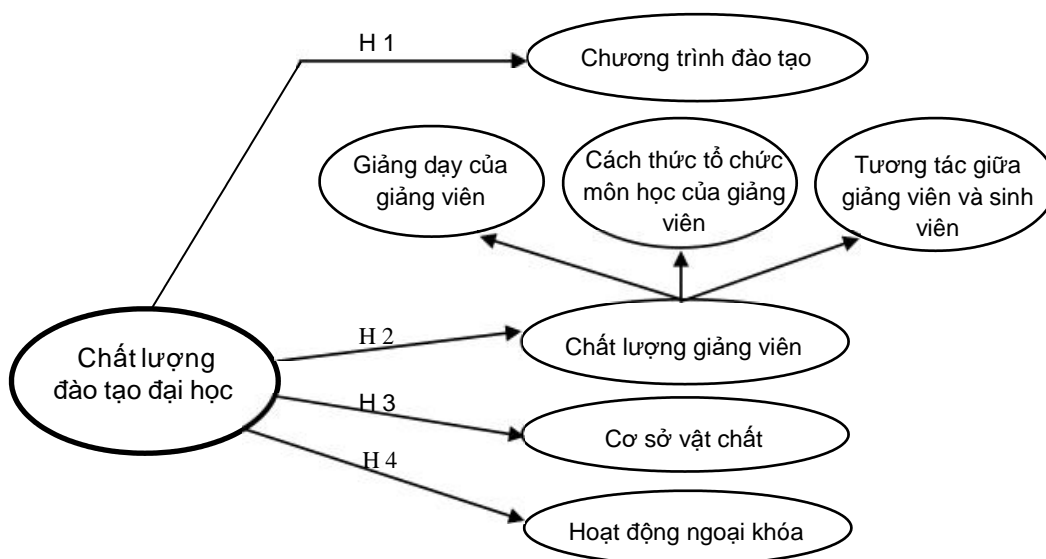 H 1
Chương trình đào tạo
Giảng dạy của
giảng viên
Cách thức tổ chức
môn học của giảng
viên
Tương tác giữa
giảng viên và sinh
viên
Chất lượng
đào tạo đại học
H 2
Chất lượng giảng viên
H 3
Cơ sở vật chất
H 4
Hoạt động ngoại khóa